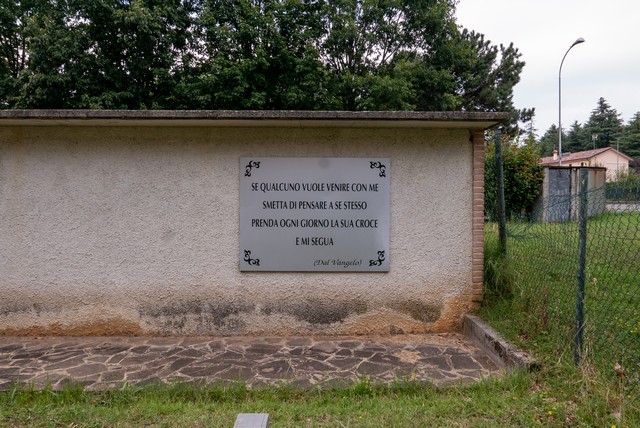 SE QUALCUNO VUOLE VENIRE CON ME
SMETTA DI PENSARE A SE STESSO
PRENDA OGNI GIORNO LA SUA CROCE
E MI SEGUA
(Dal Vangelo)